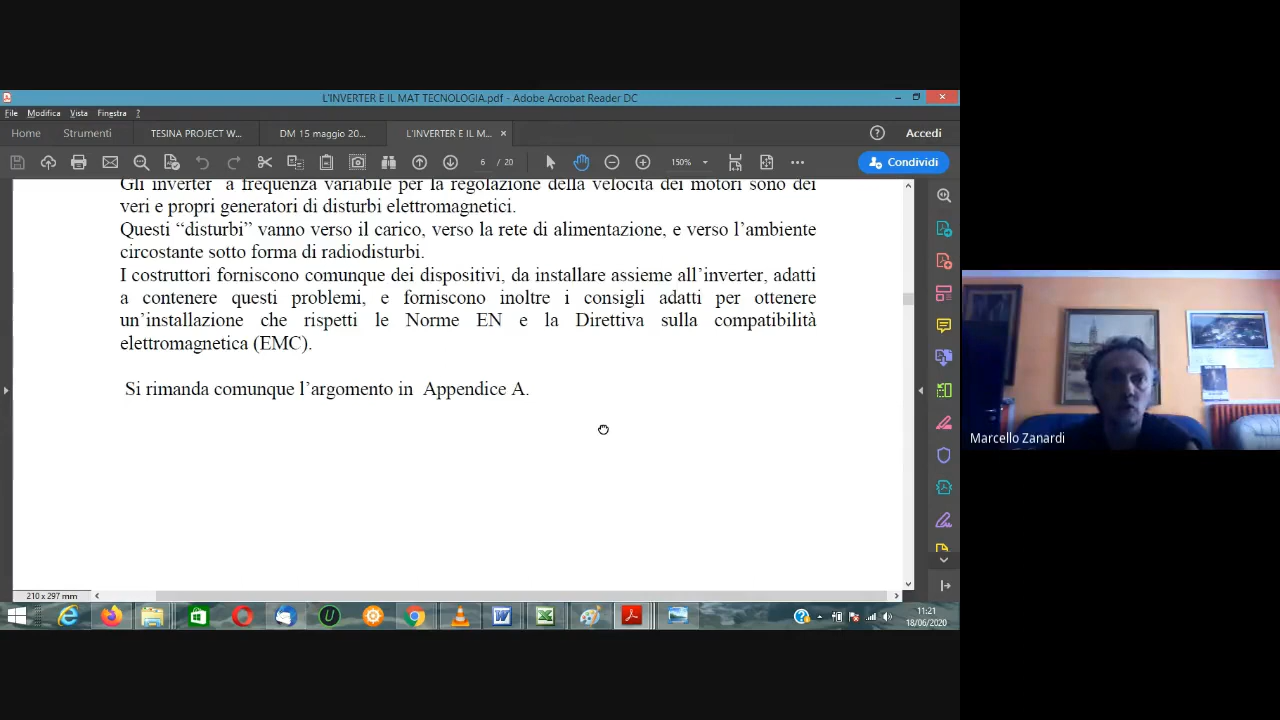 L'INVERTER E IL MAT TECNOLOGIA.pdf - Adobe Acrobat Reader DC
File Modifica Vista Finestra ?
Home Strumenti TESINA PROJECT W... DM 15 maggio 20... L'INVERTER E IL M... × Accedi
6 / 20 150% Condividi
Gli inverter a frequenza variabile per la regolazione della velocità dei motori sono dei
veri e propri generatori di disturbi elettromagnetici.
Questi “disturbi” vanno verso il carico, verso la rete di alimentazione, e verso l’ambiente
circostante sotto forma di radiodisturbi.
I costruttori forniscono comunque dei dispositivi, da installare assieme all’inverter, adatti
a contenere questi problemi, e forniscono inoltre i consigli adatti per ottenere
un’installazione che rispetti le Norme EN e la Direttiva sulla compatibilità
elettromagnetica (EMC).
Si rimanda comunque l’argomento in Appendice A.
Marcello Zanardi
210 x 297 mm
11:21
18/06/2020